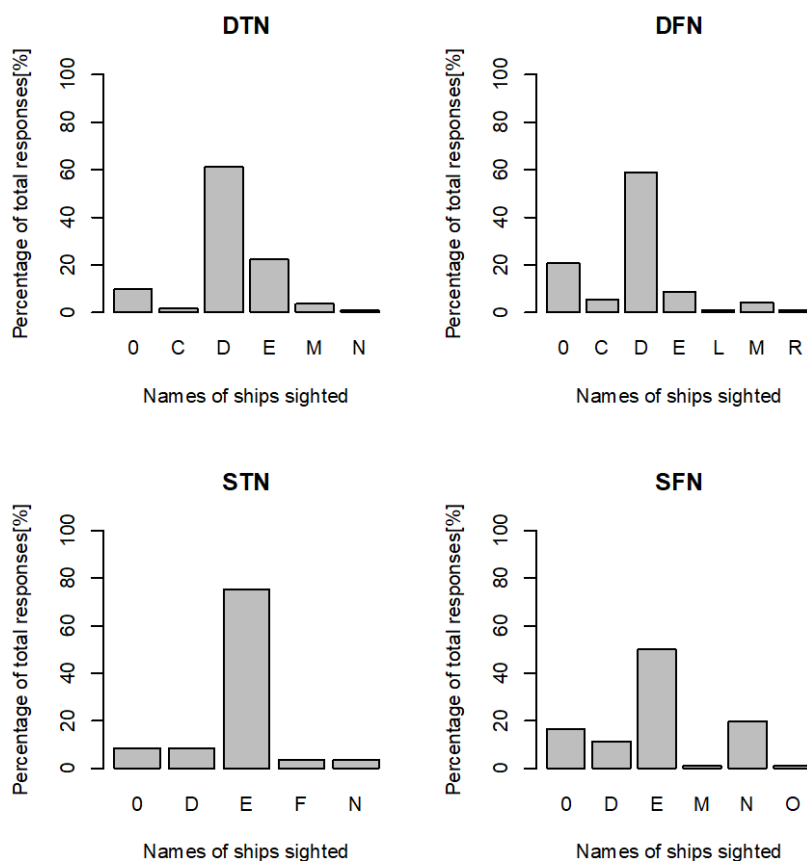 DTN
Percentage of total responses[%]
100
80
60
40
20
0
0 C D E M N
Names of ships sighted
DFN
Percentage of total responses[%]
100
80
60
40
20
0
0 C D E L M R
Names of ships sighted
STN
Percentage of total responses[%]
100
80
60
40
20
0
0 D E F N
Names of ships sighted
SFN
Percentage of total responses[%]
100
80
60
40
20
0
0 D E M N O
Names of ships sighted